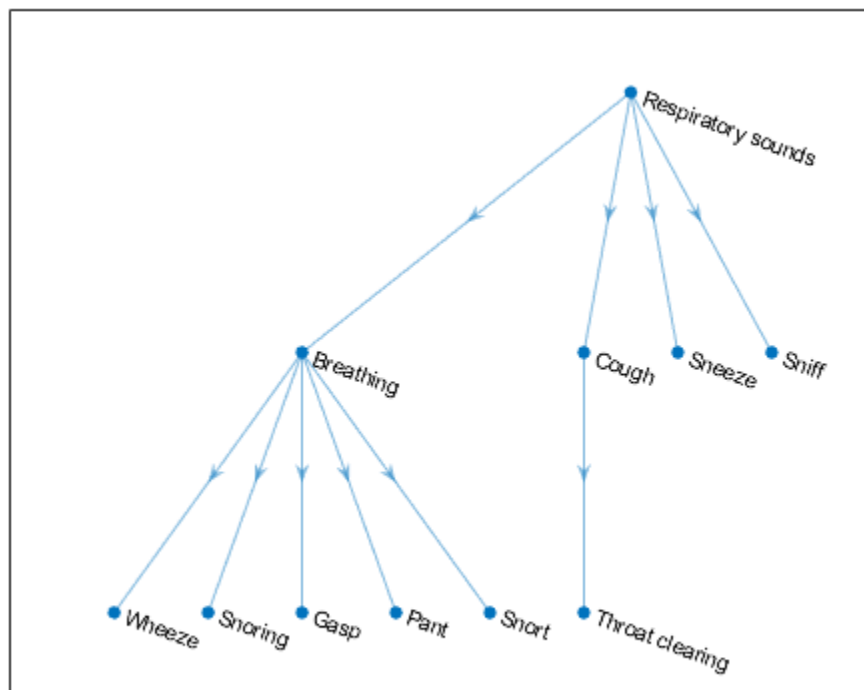 Respiratory sounds
Breathing
Cough
Sneeze
Sniff
Wheeze
Snoring
Gasp
Pant
Snort
Throat clearing